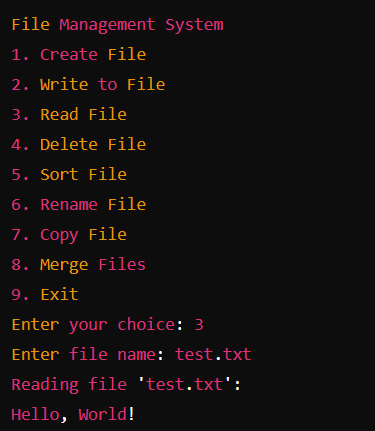 File Management System
1. Create File
2. Write to File
3. Read File
4. Delete File
5. Sort File
6. Rename File
7. Copy File
8. Merge Files
9. Exit
Enter your choice: 3
Enter file name: test.txt
Reading file 'test.txt':
Hello, World!